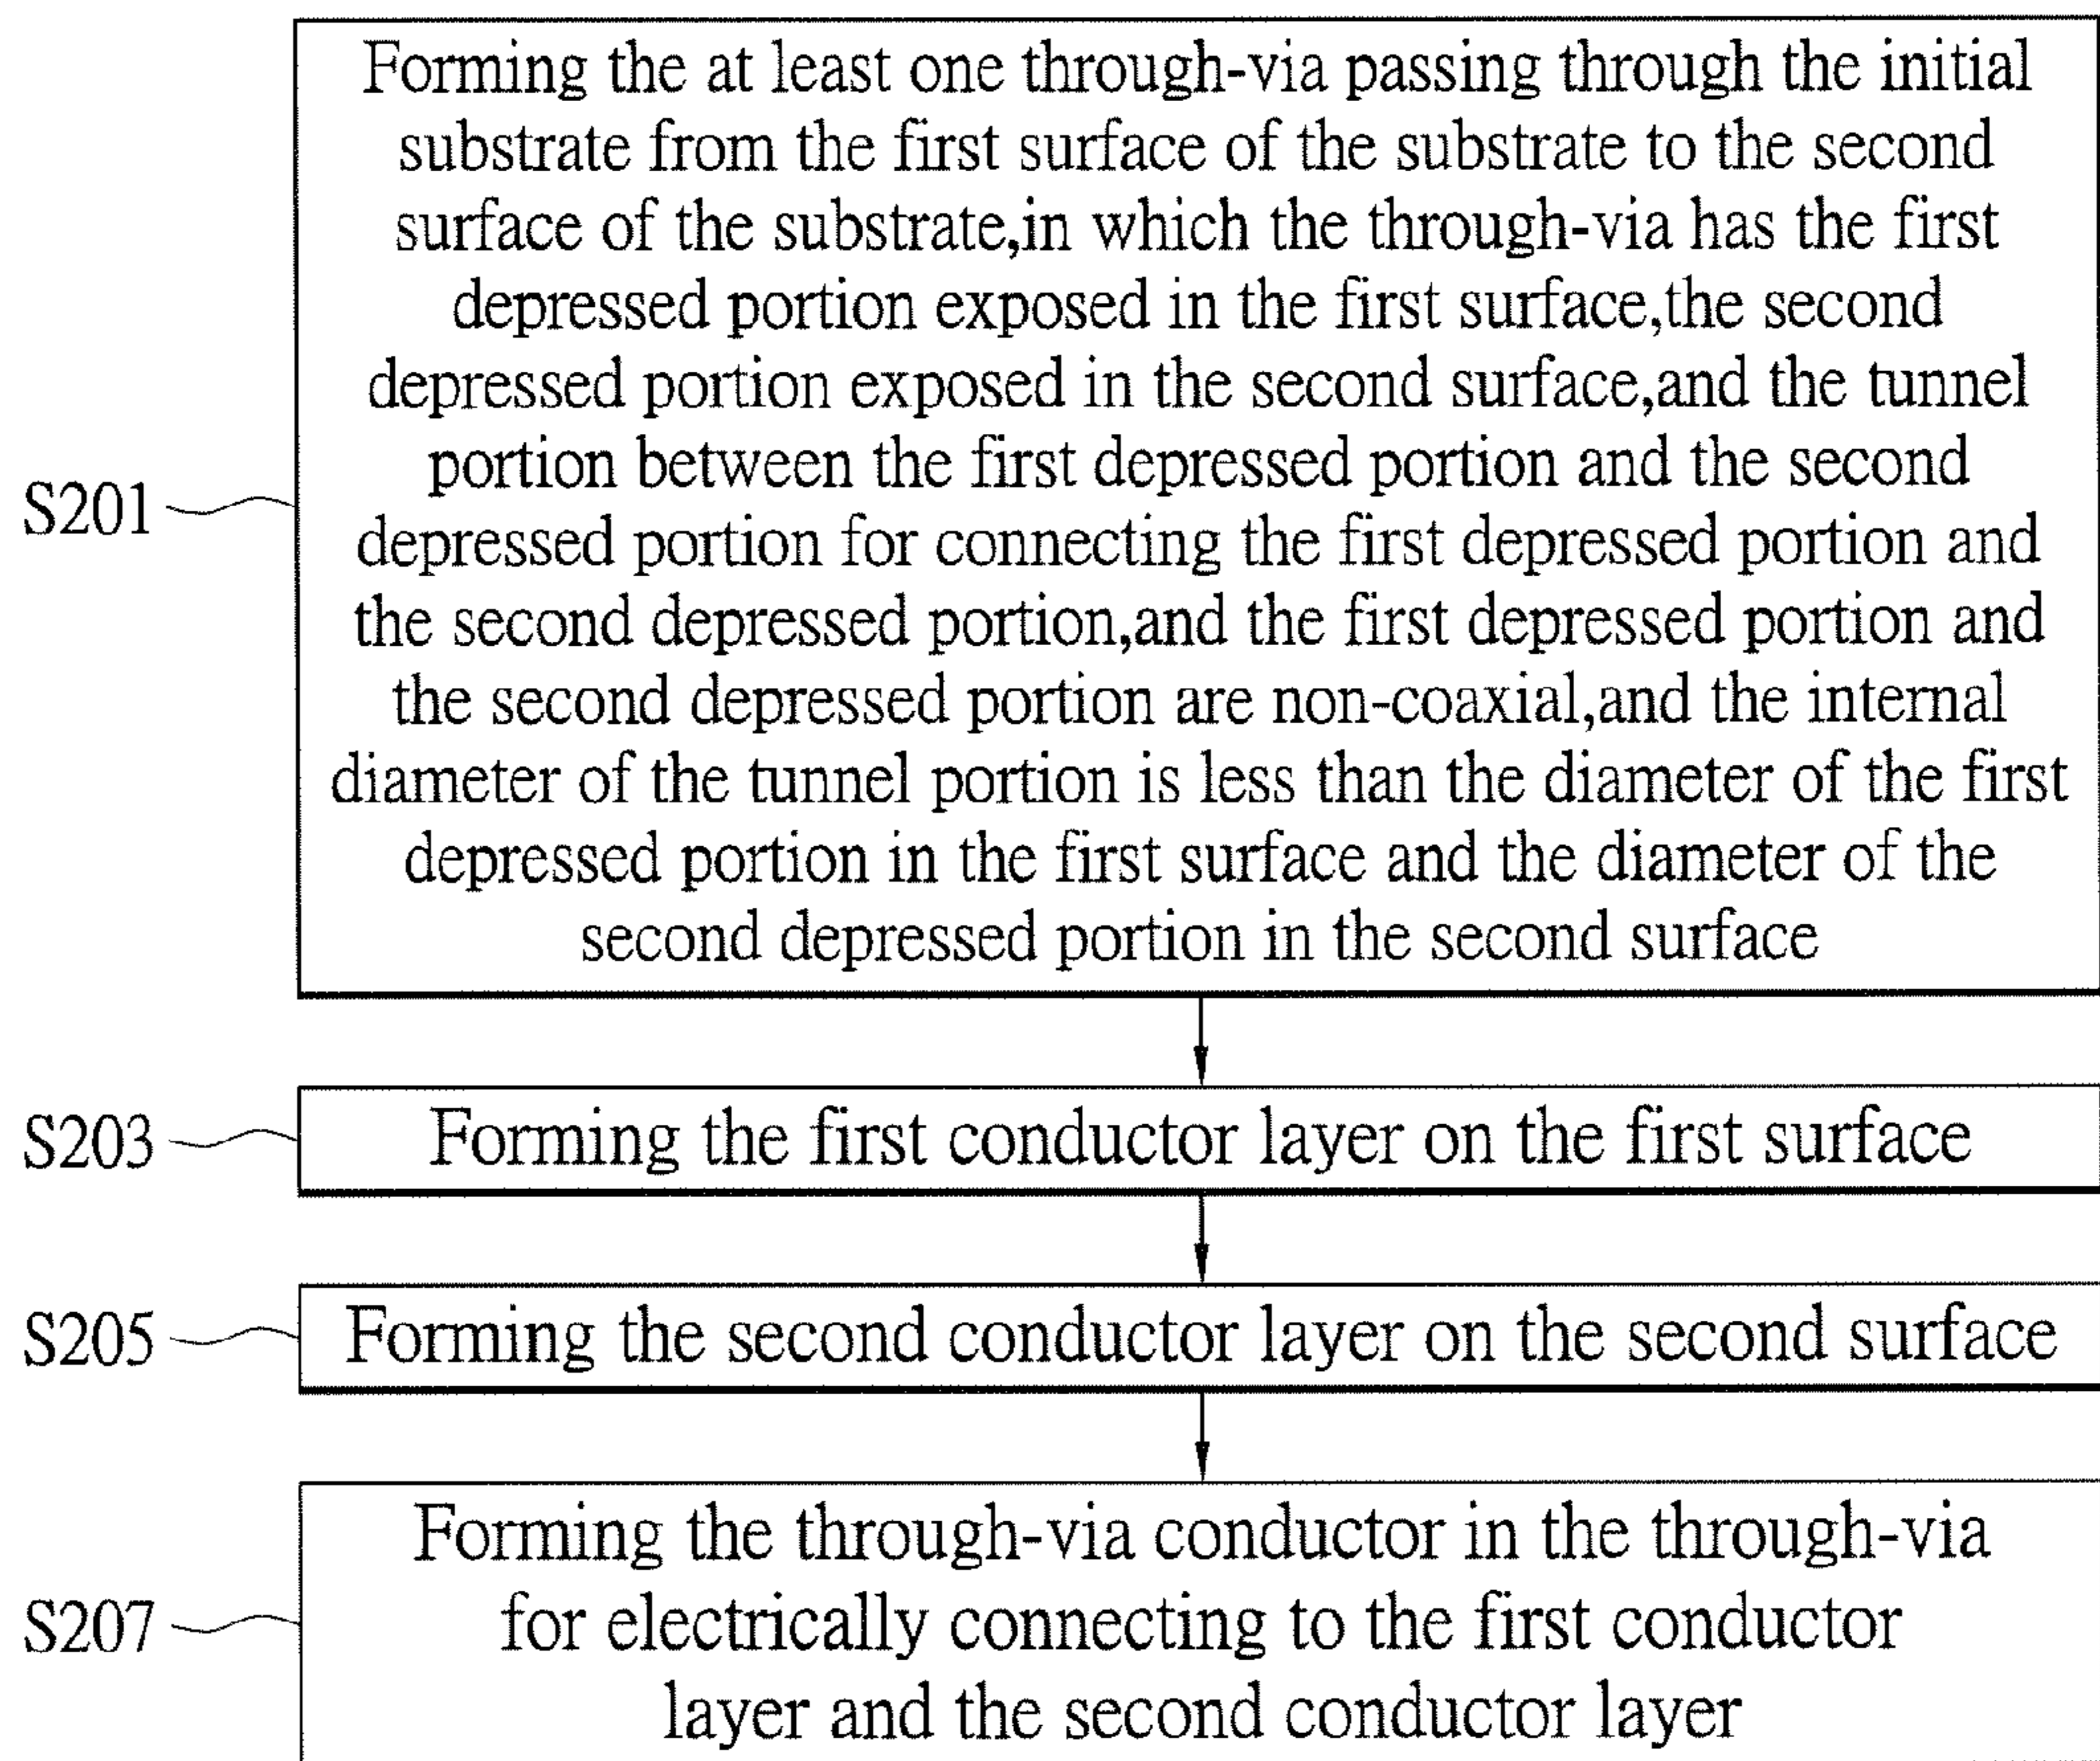 Forming the at least one through-via passing through the initial
substrate from the first surface of the substrate to the second
surface of the substrate,in which the through-via has the first
depressed portion exposed in the first surface,the second
depressed portion exposed in the second surface,and the tunnel
portion between the first depressed portion and the second
S201
depressed portion for connecting the first depressed portion and
the second depressed portion,and the first depressed portion and
the second depressed portion are non-coaxial,and the internal
diameter of the tunnel portion is less than the diameter of the first
depressed portion in the first surface and the diameter of the
second depressed portion in the second surface
S203
Forming the first conductor layer on the first surface
S205
Forming the second conductor layer on the second surface
S207
Forming the through-via conductor in the through-via
for electrically connecting to the first conductor
layer and the second conductor layer